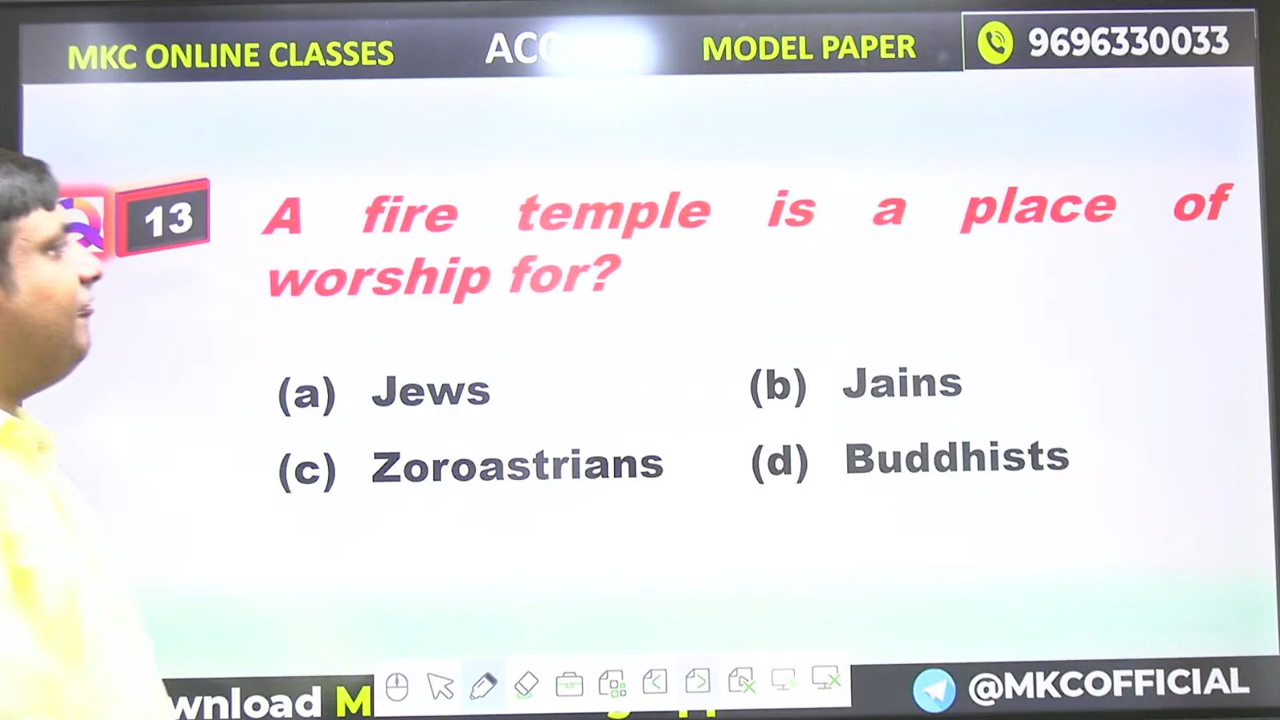 MKC ONLINE CLASSES
MODEL PAPER
9696330033
13
A fire temple is a place of
worship for?
(a) Jews
(b) Jains
(c) Zoroastrians
(d) Buddhists
@MKCOFFICIAL